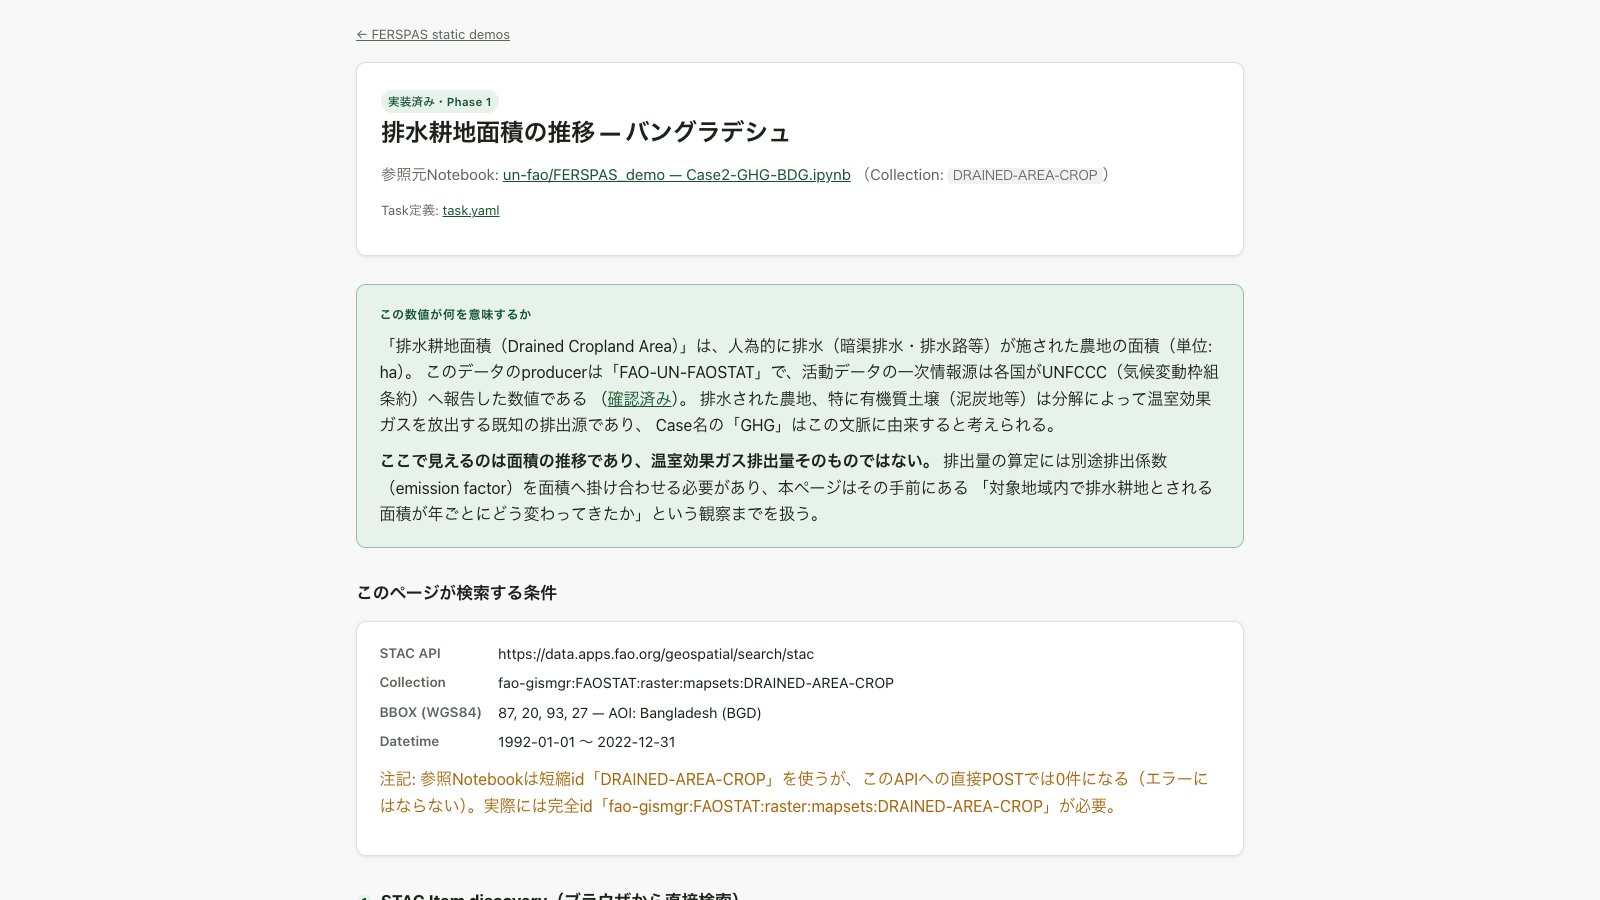 ← FERSPAS static demos
実装済み・Phase 1
排水耕地面積の推移 — バングラデシュ
参照元Notebook: un-fao/FERSPAS_demo — Case2-GHG-BDG.ipynb （Collection: DRAINED-AREA-CROP）
Task定義: task.yaml
この数値が何を意味するか
「排水耕地面積（Drained Cropland Area）」は、人為的に排水（暗渠排水・排水路等）が施された農地の面積（単位:
ha）。 このデータのproducerは「FAO-UN-FAOSTAT」で、活動データの一次情報源は各国がUNFCCC（気候変動枠組
条約）へ報告した数値である （確認済み）。 排水された農地、特に有機質土壌（泥炭地等）は分解によって温室効果
ガスを放出する既知の排出源であり、 Case名の「GHG」はこの文脈に由来すると考えられる。
ここで見えるのは面積の推移であり、温室効果ガス排出量そのものではない。 排出量の算定には別途排出係数
（emission factor）を面積へ掛け合わせる必要があり、本ページはその手前にある 「対象地域内で排水耕地とされる
面積が年ごとにどう変わってきたか」という観察までを扱う。
このページが検索する条件
STAC API https://data.apps.fao.org/geospatial/search/stac
Collection fao-gismgr:FAOSTAT:raster:mapsets:DRAINED-AREA-CROP
BBOX (WGS84) 87, 20, 93, 27 — AOI: Bangladesh (BGD)
Datetime 1992-01-01 〜 2022-12-31
注記: 参照Notebookは短縮id「DRAINED-AREA-CROP」を使うが、このAPIへの直接POSTでは0件になる（エラーに
はならない）。実際には完全id「fao-gismgr:FAOSTAT:raster:mapsets:DRAINED-AREA-CROP」が必要。
STAC Item discovery（ブラウザから直接検索）